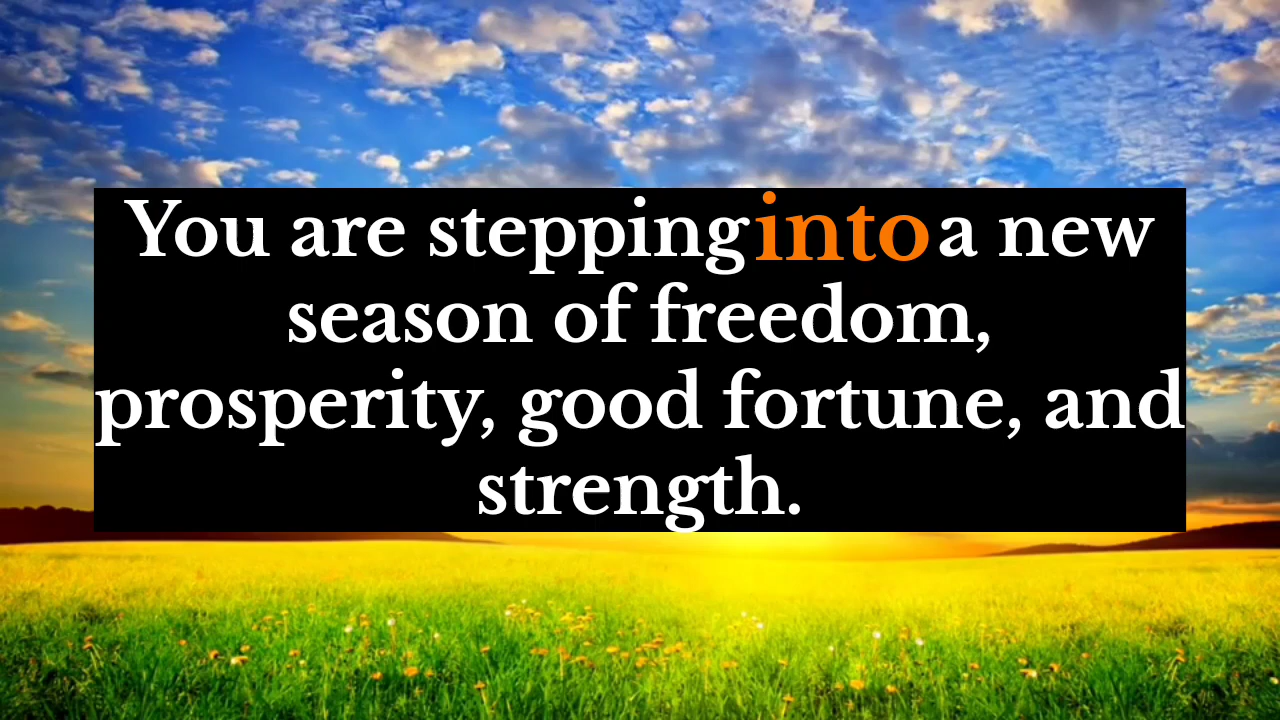 You are stepping into a new
season of freedom,
prosperity, good fortune, and
strength.